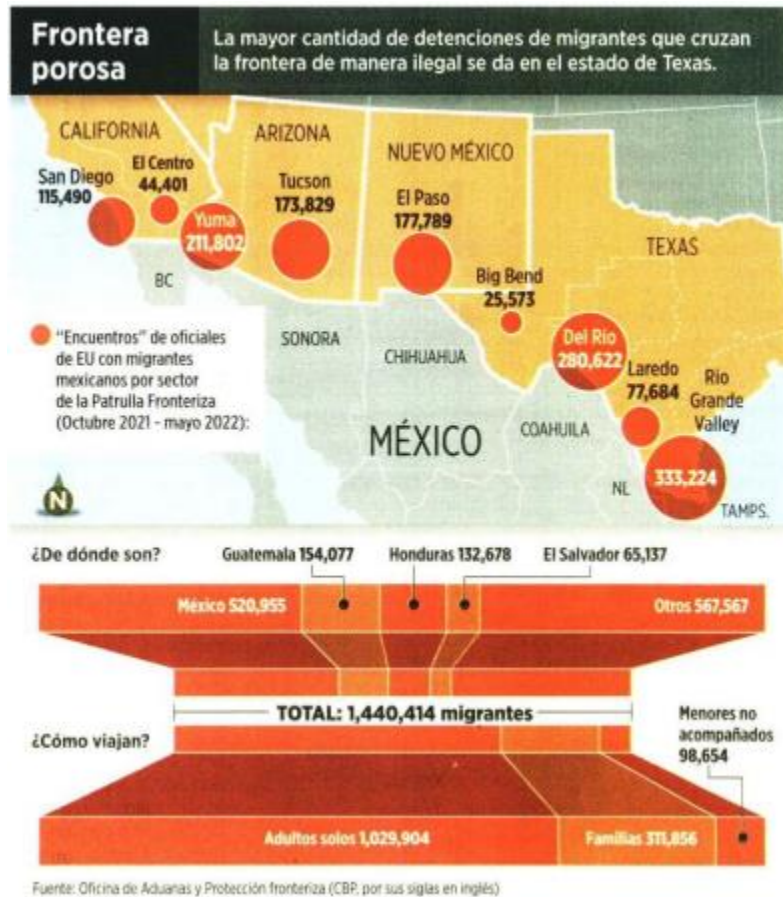 Frontera
porosa
La mayor cantidad de detenciones de migrantes que cruzan
la frontera de manera ilegal se da en el estado de Texas.
CALIFORNIA
ARIZONA
NUEVO MÉXICO
TEXAS
San Diego
115,490
El Centro
44,401
Yuma
211,802
Tucson
173,829
El Paso
177,789
Big Bend
25,573
Del Rio
280,622
Laredo
77,684
Rio
Grande
Valley
333,224
BC
SONORA
CHIHUAHUA
COAHUILA
NL
TAMPS.
MÉXICO
"Encuentros" de oficiales
de EU con migrantes
mexicanos por sector
de la Patrulla Fronteriza
(Octubre 2021 - mayo 2022):
N
¿De dónde son?
Guatemala 154,077
Honduras 132,678
El Salvador 65,137
México 520,955
Otros 567,567
TOTAL: 1,440,414 migrantes
¿Cómo viajan?
Menores no
acompañados
98,654
Adultos solos 1,029,904
Familias 311,856
Fuente: Oficina de Aduanas y Protección fronteriza (CBP, por sus siglas en inglés)